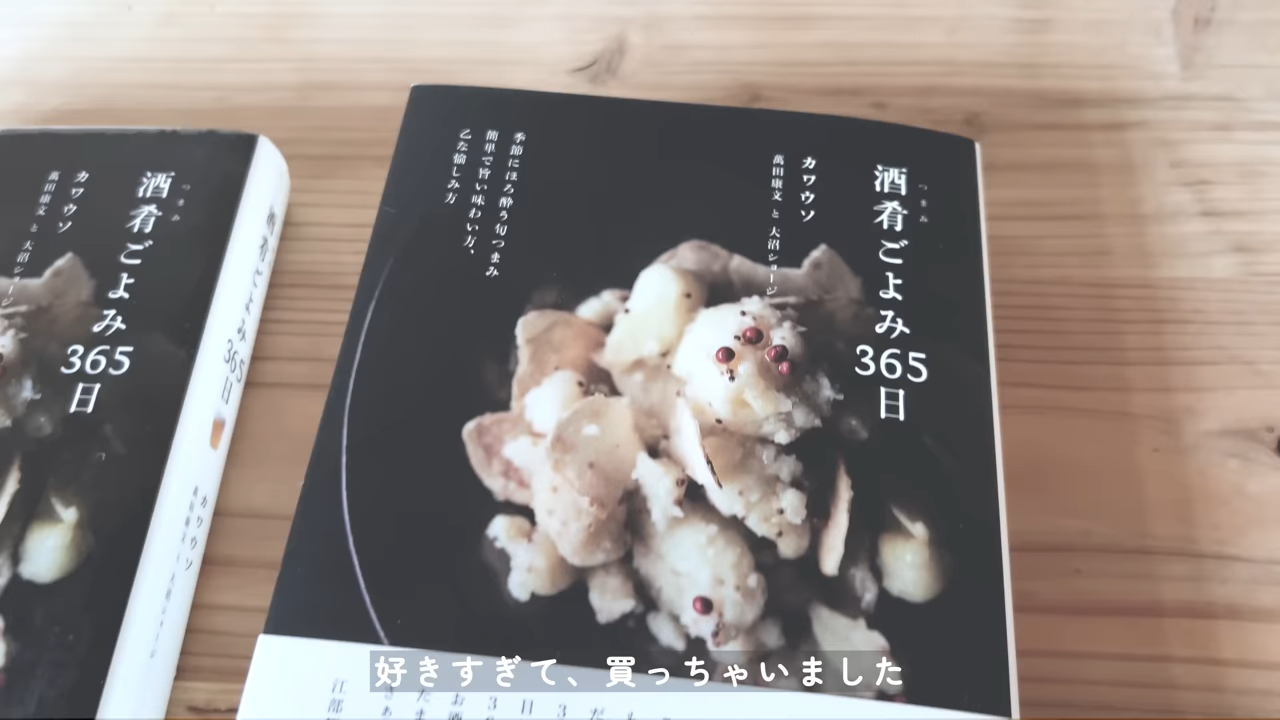 酒肴ごよみ365日
つまみ
カワウソ
萬田康文 と 大沼ショージ
季節にほろ酔う旬つまみ
簡単で旨い味わい方、
乙な愉しみ方
酒肴ごよみ365日
つまみ
カワウソ
萬田康文 と 大沼ショージ
酒肴ごよみ365日
カワウソ
好きすぎて、買っちゃいました